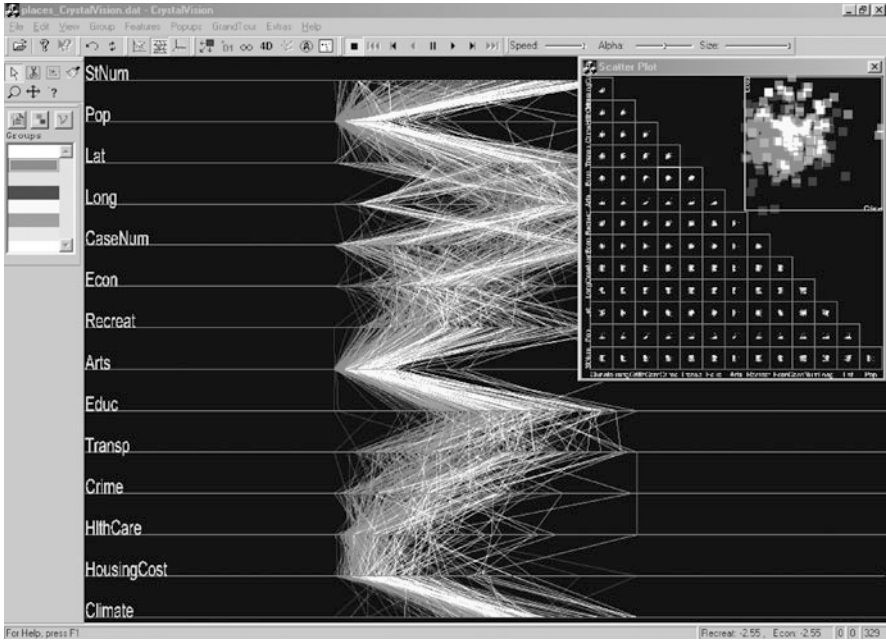 places_CrystalVision.dat - CrystalVision
File Edit View Group Features Popups GrandTour Extras Help
4D Speed: Alpha: Size:
Groups
StNum
Pop
Lat
Long
CaseNum
Econ
Recreat
Arts
Educ
Transp
Crime
HlthCare
HousingCost
Climate
Scatter Plot
For Help, press F1
Recreat: -2.55 , Econ: -2.55 0 0 329